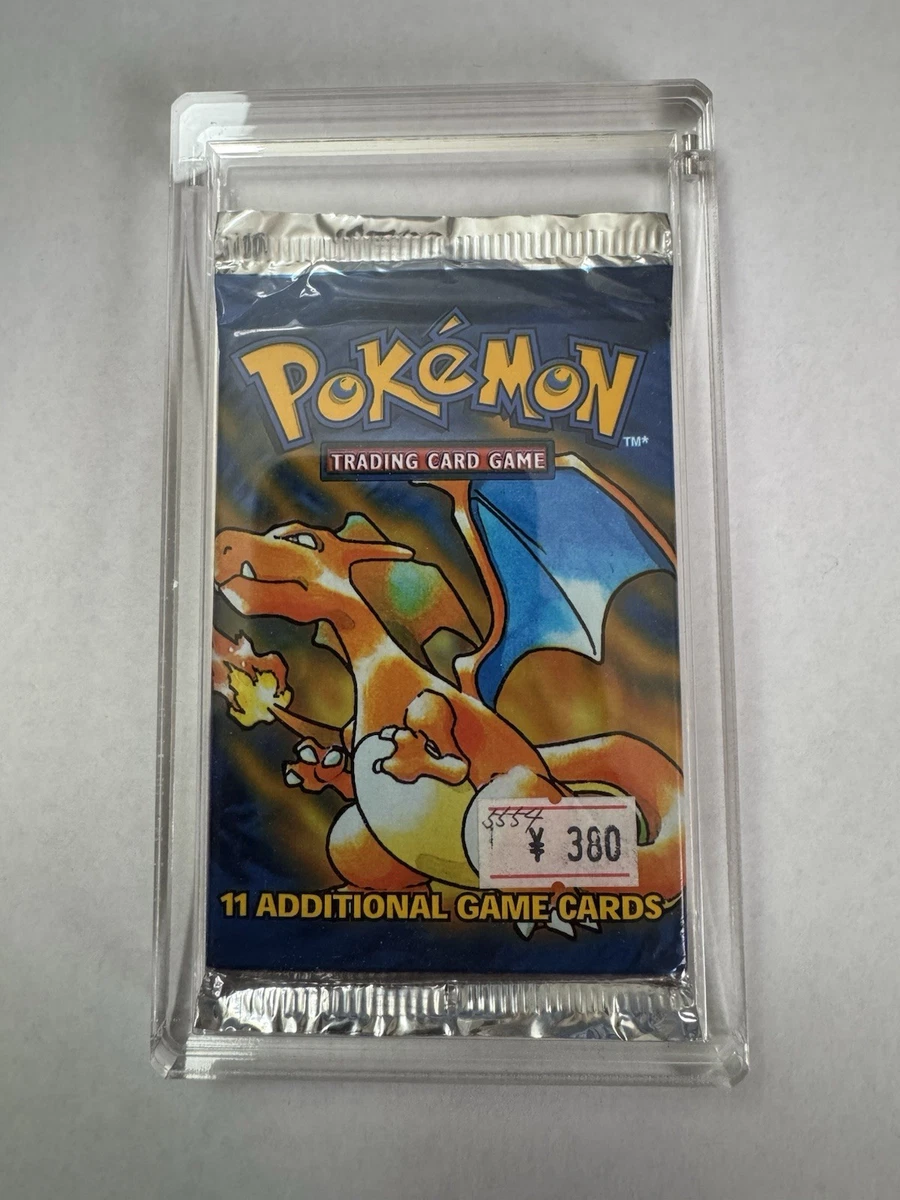 POKéMON
TM*
TRADING CARD GAME
5554
¥ 380
11 ADDITIONAL GAME CARDS